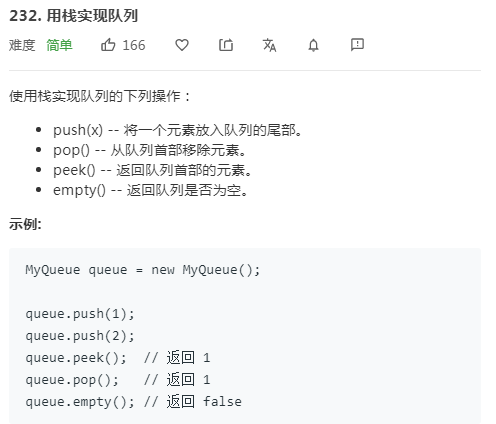 232. 用栈实现队列
难度 简单 166
使用栈实现队列的下列操作：
• push(x) -- 将一个元素放入队列的尾部。
• pop() -- 从队列首部移除元素。
• peek() -- 返回队列首部的元素。
• empty() -- 返回队列是否为空。
示例:
MyQueue queue = new MyQueue();
queue.push(1);
queue.push(2);
queue.peek();  // 返回 1
queue.pop();   // 返回 1
queue.empty(); // 返回 false